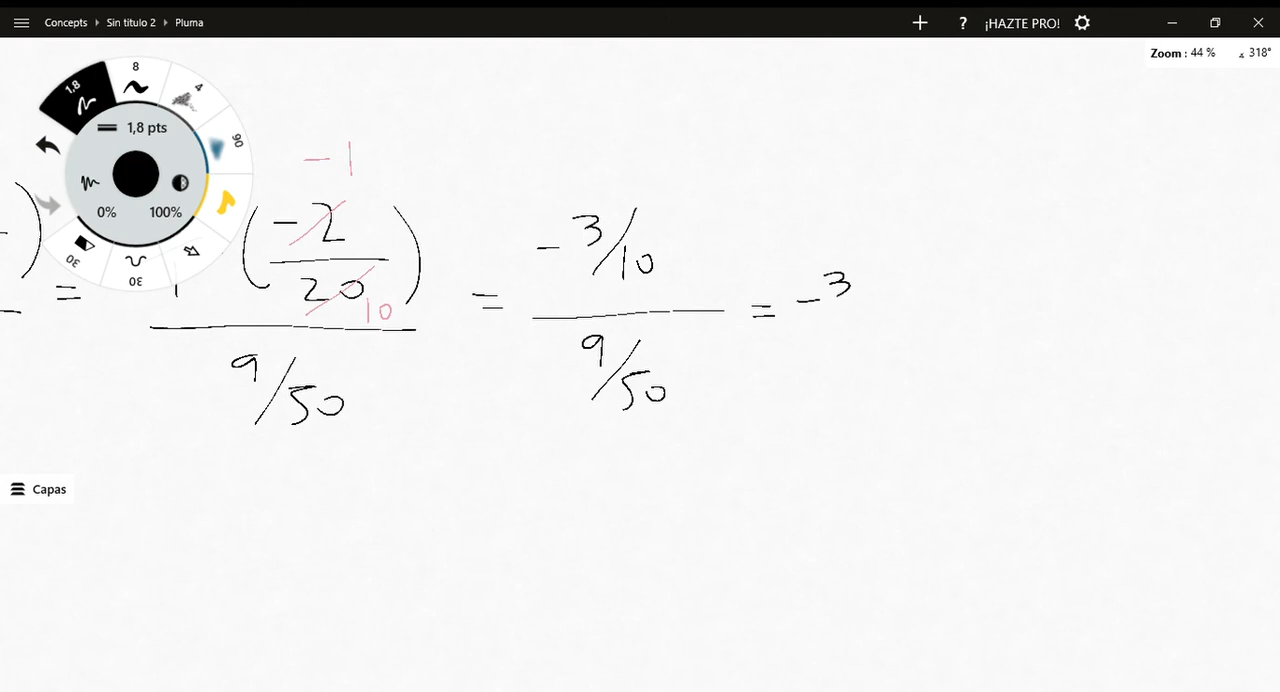 Concepts Sin título 2 Pluma
¡HAZTE PRO!
Zoom : 44 % 318°
8
1.8
4
90
1,8 pts
0% 100%
30
30
- 1
( -2 / 20 )
10
= = -3/10 = -3
9/50 9/50
Capas